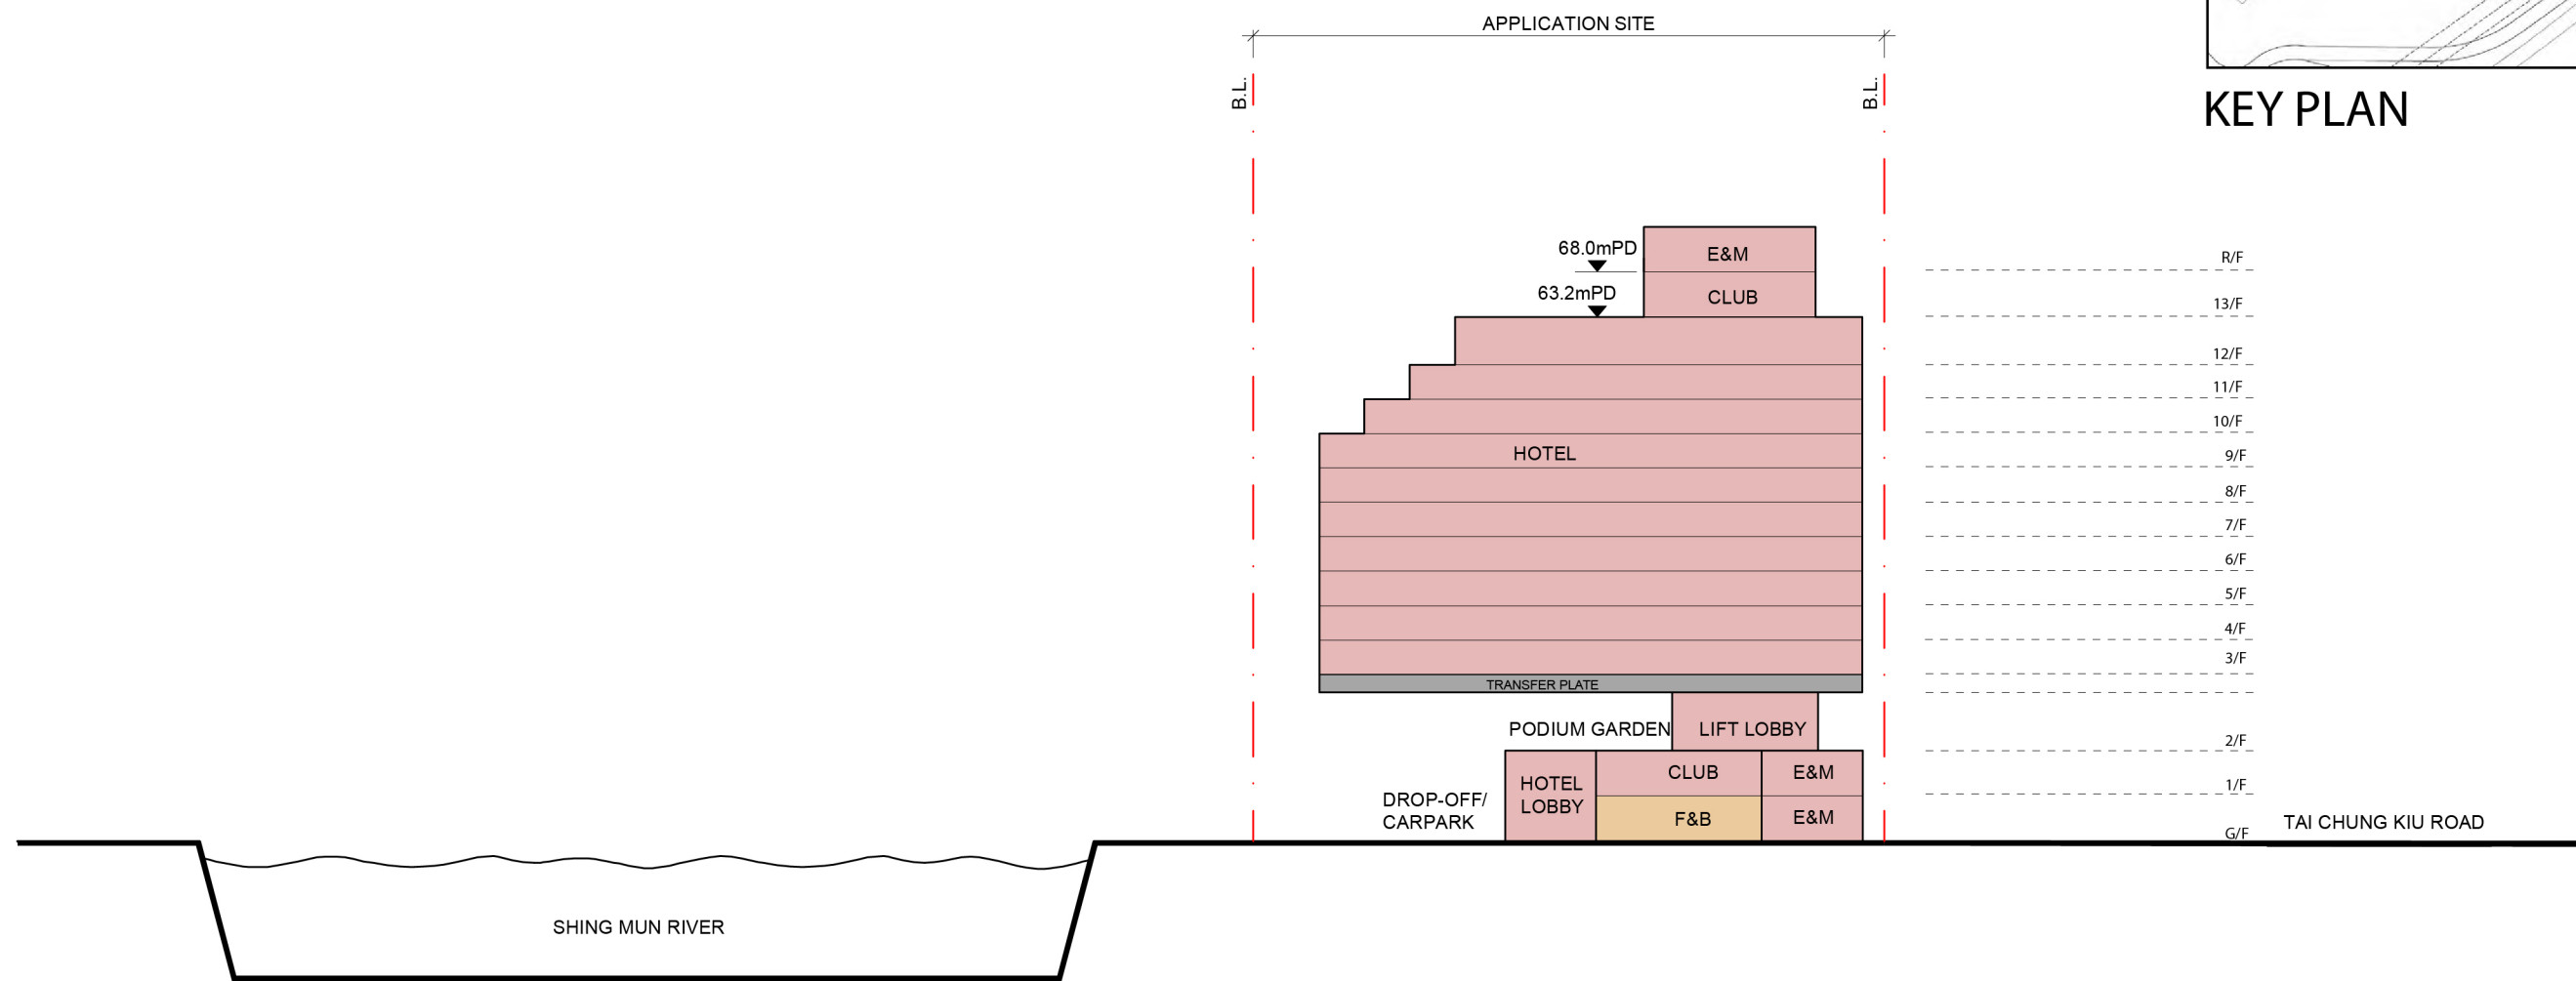 APPLICATION SITE
B.L.
B.L.
KEY PLAN
68.0mPD
E&M
R/F
63.2mPD
CLUB
13/F
12/F
11/F
10/F
HOTEL
9/F
8/F
7/F
6/F
5/F
4/F
3/F
TRANSFER PLATE
PODIUM GARDEN
LIFT LOBBY
2/F
HOTEL
LOBBY
CLUB
E&M
1/F
DROP-OFF/
CARPARK
F&B
E&M
G/F
TAI CHUNG KIU ROAD
SHING MUN RIVER